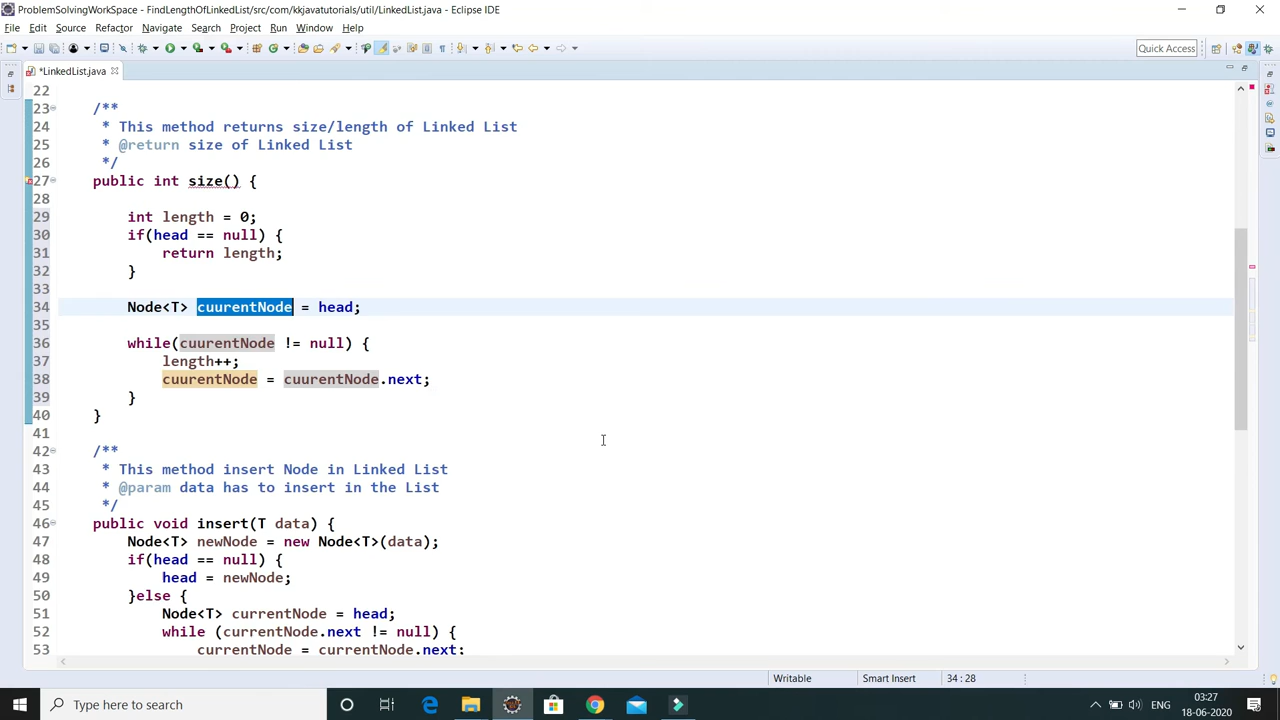 ProblemSolvingWorkSpace - FindLengthOfLinkedList/src/com/kkjavatutorials/util/LinkedList.java - Eclipse IDE
File Edit Source Refactor Navigate Search Project Run Window Help
Quick Access
*LinkedList.java
22
23 /**
24 * This method returns size/length of Linked List
25 * @return size of Linked List
26 */
27 public int size() {
28
29 int length = 0;
30 if(head == null) {
31 return length;
32 }
33
34 Node<T> cuurentNode = head;
35
36 while(cuurentNode != null) {
37 length++;
38 cuurentNode = cuurentNode.next;
39 }
40 }
41
42 /**
43 * This method insert Node in Linked List
44 * @param data has to insert in the List
45 */
46 public void insert(T data) {
47 Node<T> newNode = new Node<T>(data);
48 if(head == null) {
49 head = newNode;
50 }else {
51 Node<T> currentNode = head;
52 while (currentNode.next != null) {
53 currentNode = currentNode.next;
Writable Smart Insert 34 : 28
Type here to search
ENG
03:27
18-06-2020